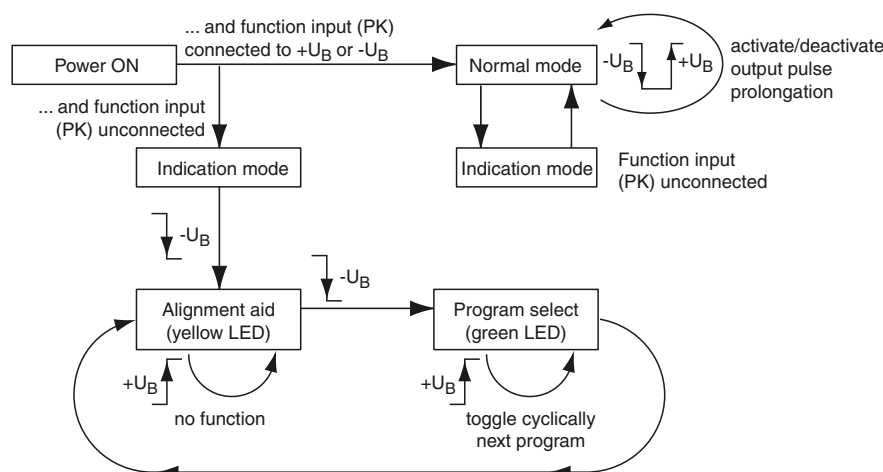 ... and function input (PK)
connected to +UB or -UB
Power ON
Normal mode
-UB
+UB
activate/deactivate
output pulse
prolongation
... and function input
(PK) unconnected
Indication mode
Indication mode
Function input
(PK) unconnected
-UB
-UB
Alignment aid
(yellow LED)
Program select
(green LED)
+UB
no function
+UB
toggle cyclically
next program